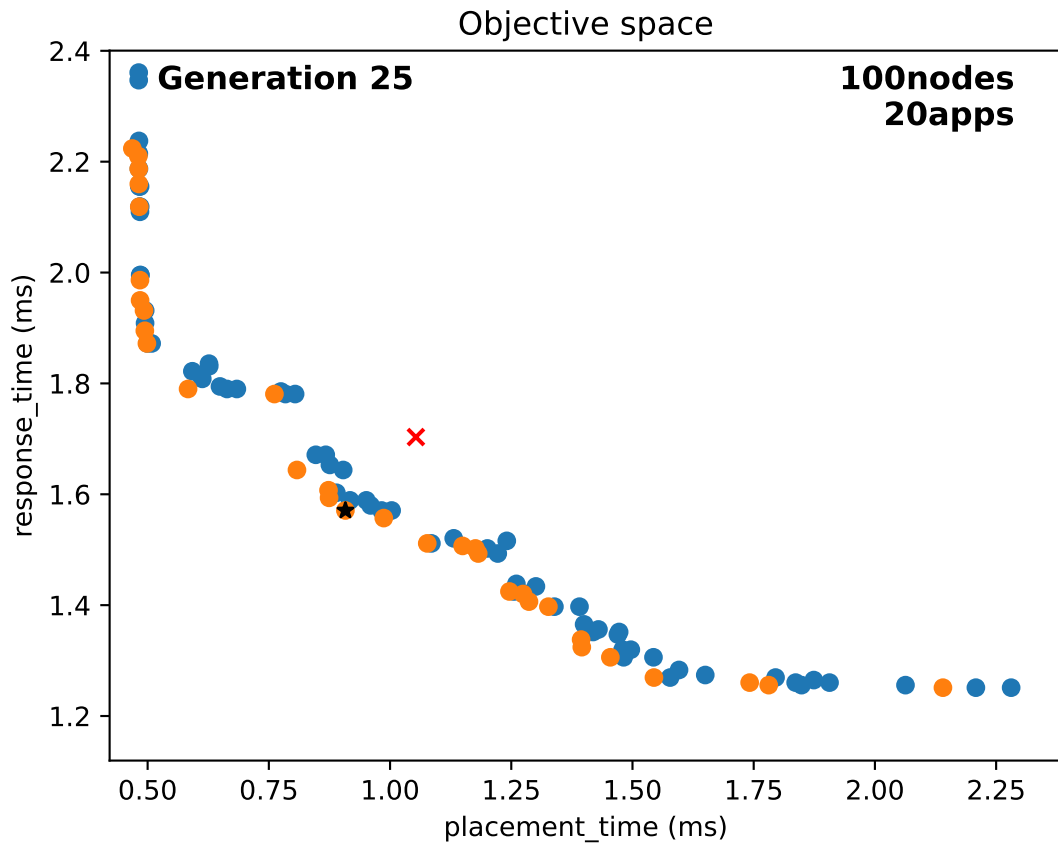 Objective space
Generation 25
100nodes
20apps
response_time (ms)
2.4
2.2
2.0
1.8
1.6
1.4
1.2
0.50 0.75 1.00 1.25 1.50 1.75 2.00 2.25
placement_time (ms)